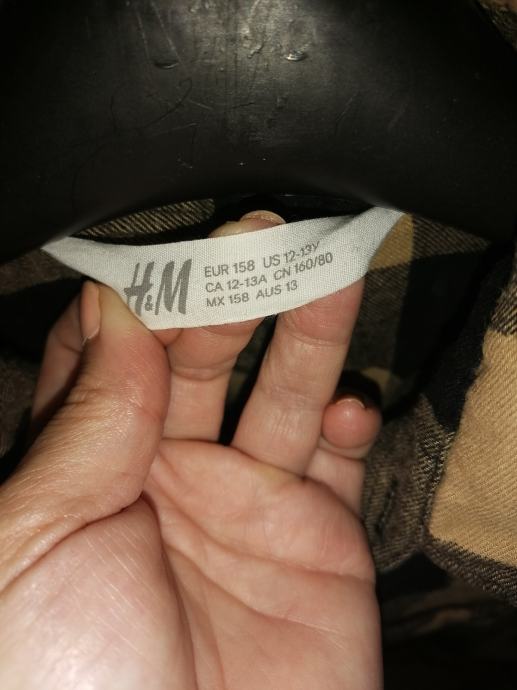 H&M
EUR 158 US 12-13Y
CA 12-13A CN 160/80
MX 158 AUS 13